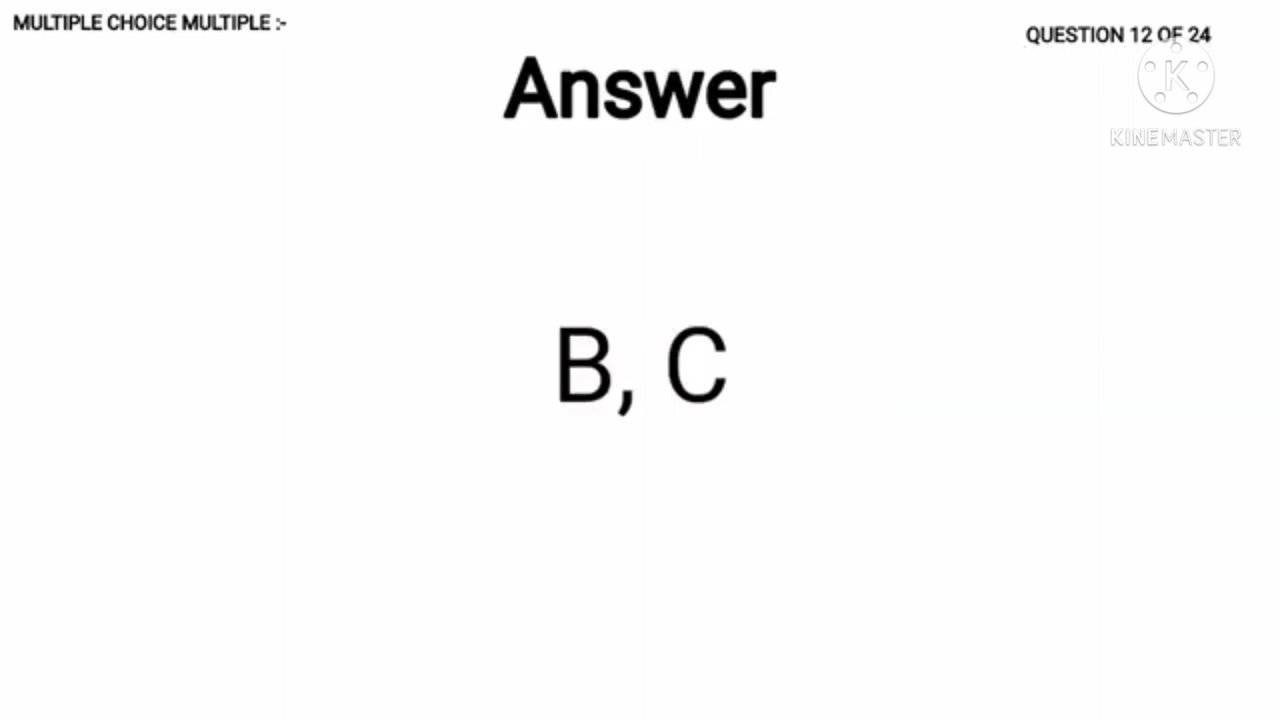 MULTIPLE CHOICE MULTIPLE :-
QUESTION 12 OF 24
Answer
K
KINEMASTER
B, C